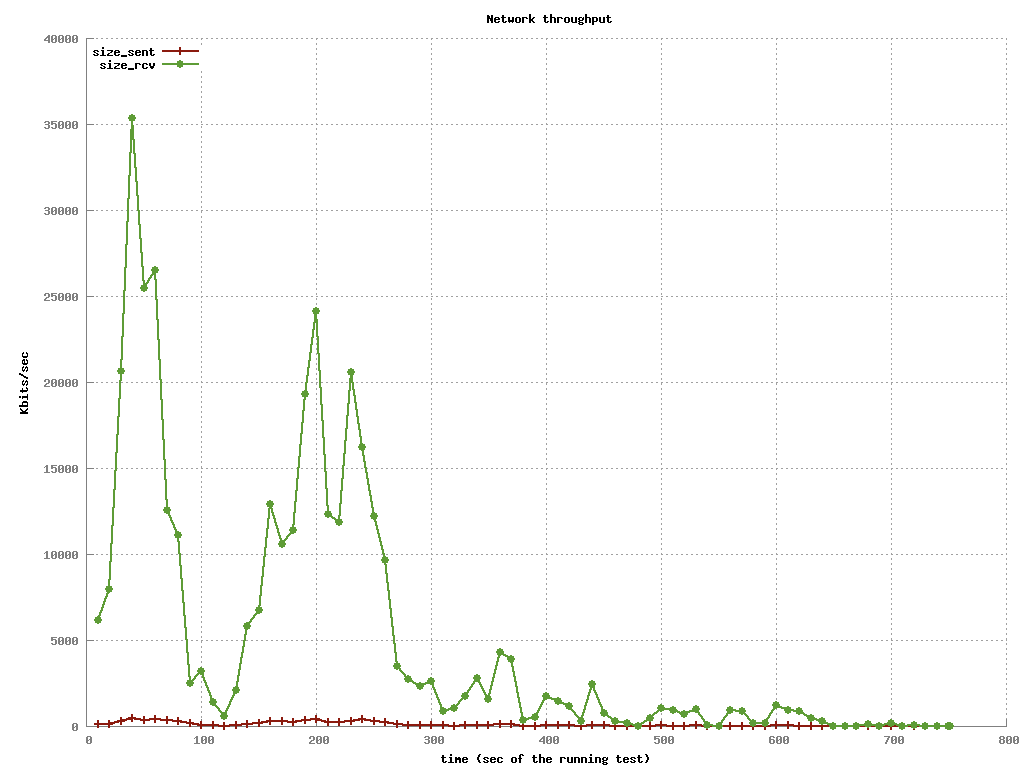 Network throughput
size_sent
size_rcv
40000
35000
30000
25000
20000
15000
10000
5000
0
Kbits/sec
0 100 200 300 400 500 600 700 800
time (sec of the running test)